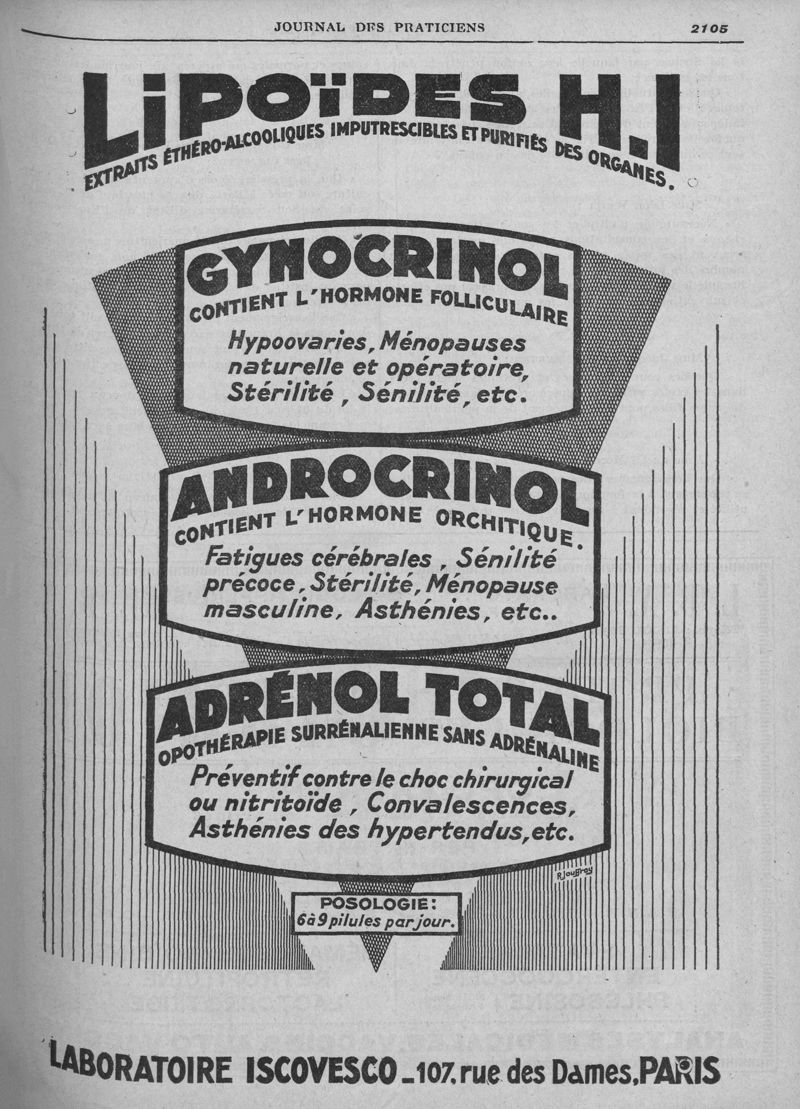 JOURNAL DES PRATICIENS 2105
LiPOÏDES H.I
EXTRAITS ÉTHÉRO-ALCOOLIQUES IMPUTRESCIBLES ET PURIFIÉS DES ORGANES.
GYNOCRINOL
CONTIENT L'HORMONE FOLLICULAIRE
Hypoovaries, Ménopauses
naturelle et opératoire,
Stérilité, Sénilité, etc.
ANDROCRINOL
CONTIENT L'HORMONE ORCHITIQUE.
Fatigues cérébrales, Sénilité
précoce, Stérilité, Ménopause
masculine, Asthénies, etc..
ADRÉNOL TOTAL
OPOTHÉRAPIE SURRÉNALIENNE SANS ADRÉNALINE
Préventif contre le choc chirurgical
ou nitritoïde, Convalescences,
Asthénies des hypertendus, etc.
R. Jouffroy
POSOLOGIE:
6 à 9 pilules par jour.
LABORATOIRE ISCOVESCO_107, rue des Dames, PARIS